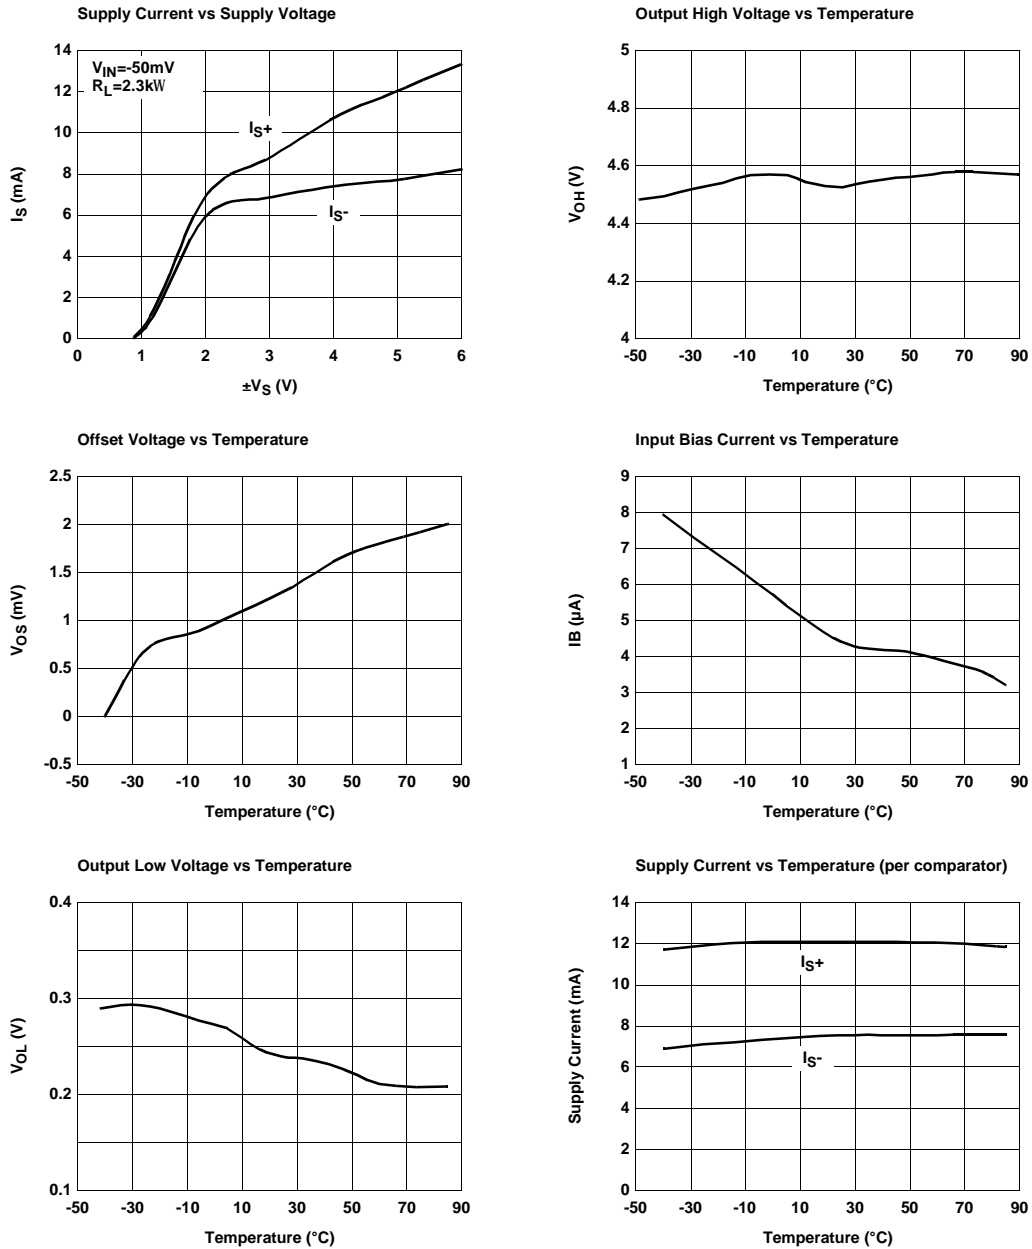 Supply Current vs Supply Voltage
14
12
10
8
6
4
2
0
IS (mA)
VIN=-50mV
RL=2.3kW
IS+
IS-
0 1 2 3 4 5 6
±VS (V)
Output High Voltage vs Temperature
5
4.8
4.6
4.4
4.2
4
VOH (V)
-50 -30 -10 10 30 50 70 90
Temperature (°C)
Offset Voltage vs Temperature
2.5
2
1.5
1
0.5
0
-0.5
VOS (mV)
-50 -30 -10 10 30 50 70 90
Temperature (°C)
Input Bias Current vs Temperature
9
8
7
6
5
4
3
2
1
IB (µA)
-50 -30 -10 10 30 50 70 90
Temperature (°C)
Output Low Voltage vs Temperature
0.4
0.3
0.2
0.1
VOL (V)
-50 -30 -10 10 30 50 70 90
Temperature (°C)
Supply Current vs Temperature (per comparator)
14
12
10
8
6
4
2
0
Supply Current (mA)
IS+
IS-
-50 -30 -10 10 30 50 70 90
Temperature (°C)